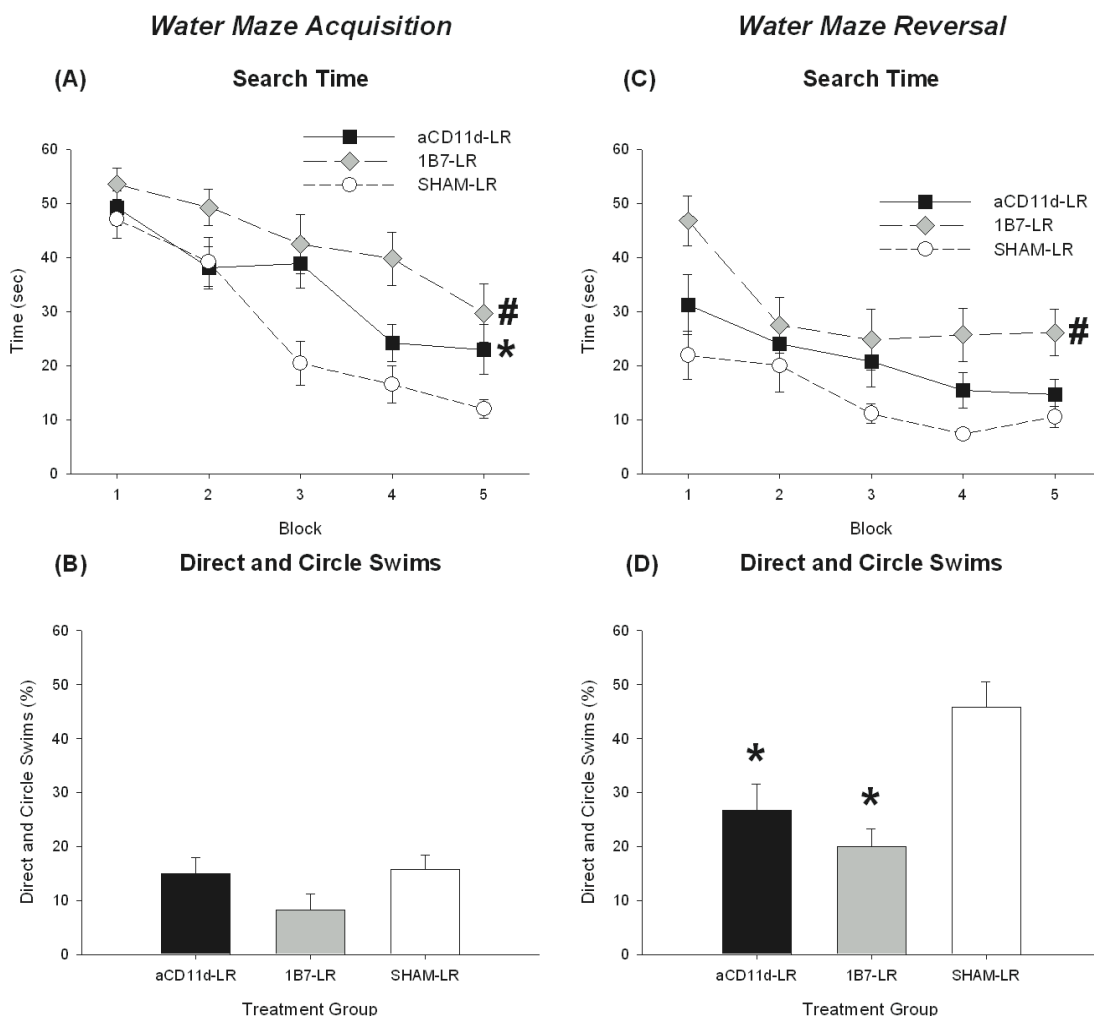 Water Maze Acquisition
Water Maze Reversal
(A) Search Time
aCD11d-LR
1B7-LR
SHAM-LR
60
50
40
30
20
10
0
Time (sec)
#
*
1 2 3 4 5
Block
(C) Search Time
aCD11d-LR
1B7-LR
SHAM-LR
60
50
40
30
20
10
0
Time (sec)
#
1 2 3 4 5
Block
(B) Direct and Circle Swims
60
50
40
30
20
10
0
Direct and Circle Swims (%)
aCD11d-LR 1B7-LR SHAM-LR
Treatment Group
(D) Direct and Circle Swims
60
50
40
30
20
10
0
Direct and Circle Swims (%)
*
*
aCD11d-LR 1B7-LR SHAM-LR
Treatment Group